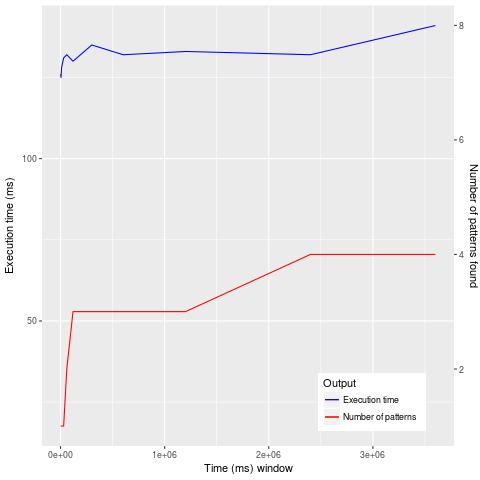 8
6
100
Execution time (ms)
Number of patterns found
4
50
2
Output
Execution time
Number of patterns
0e+00 1e+06 2e+06 3e+06
Time (ms) window